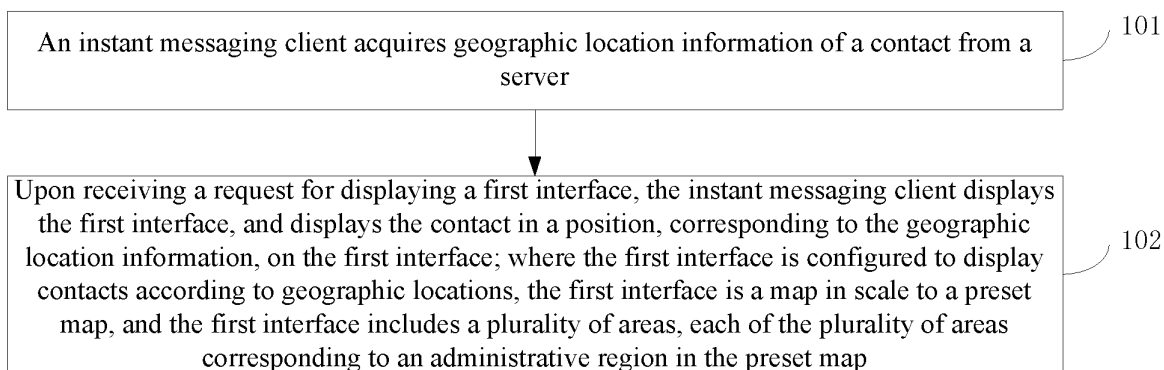 An instant messaging client acquires geographic location information of a contact from a
server
101
Upon receiving a request for displaying a first interface, the instant messaging client displays
the first interface, and displays the contact in a position, corresponding to the geographic
location information, on the first interface; where the first interface is configured to display
contacts according to geographic locations, the first interface is a map in scale to a preset
map, and the first interface includes a plurality of areas, each of the plurality of areas
corresponding to an administrative region in the preset map
102